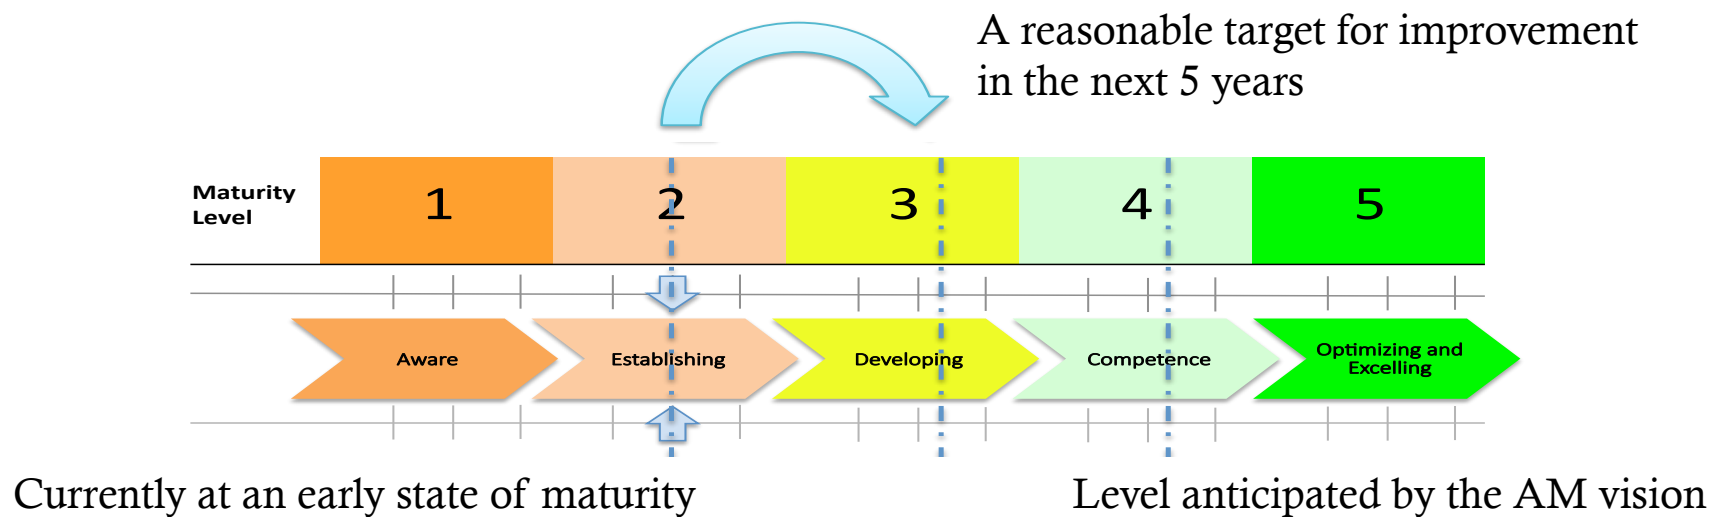 A reasonable target for improvement
in the next 5 years
Maturity
Level
1
2
3
4
5
Aware
Establishing
Developing
Competence
Optimizing and
Excelling
Currently at an early state of maturity
Level anticipated by the AM vision